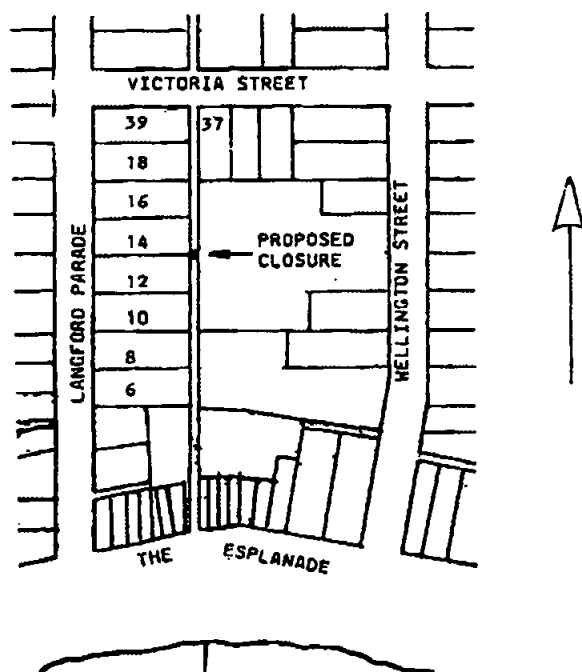 VICTORIA STREET
39
37
18
16
14
PROPOSED
CLOSURE
12
10
8
6
LANGFORD PARADE
WELLINGTON STREET
THE ESPLANADE